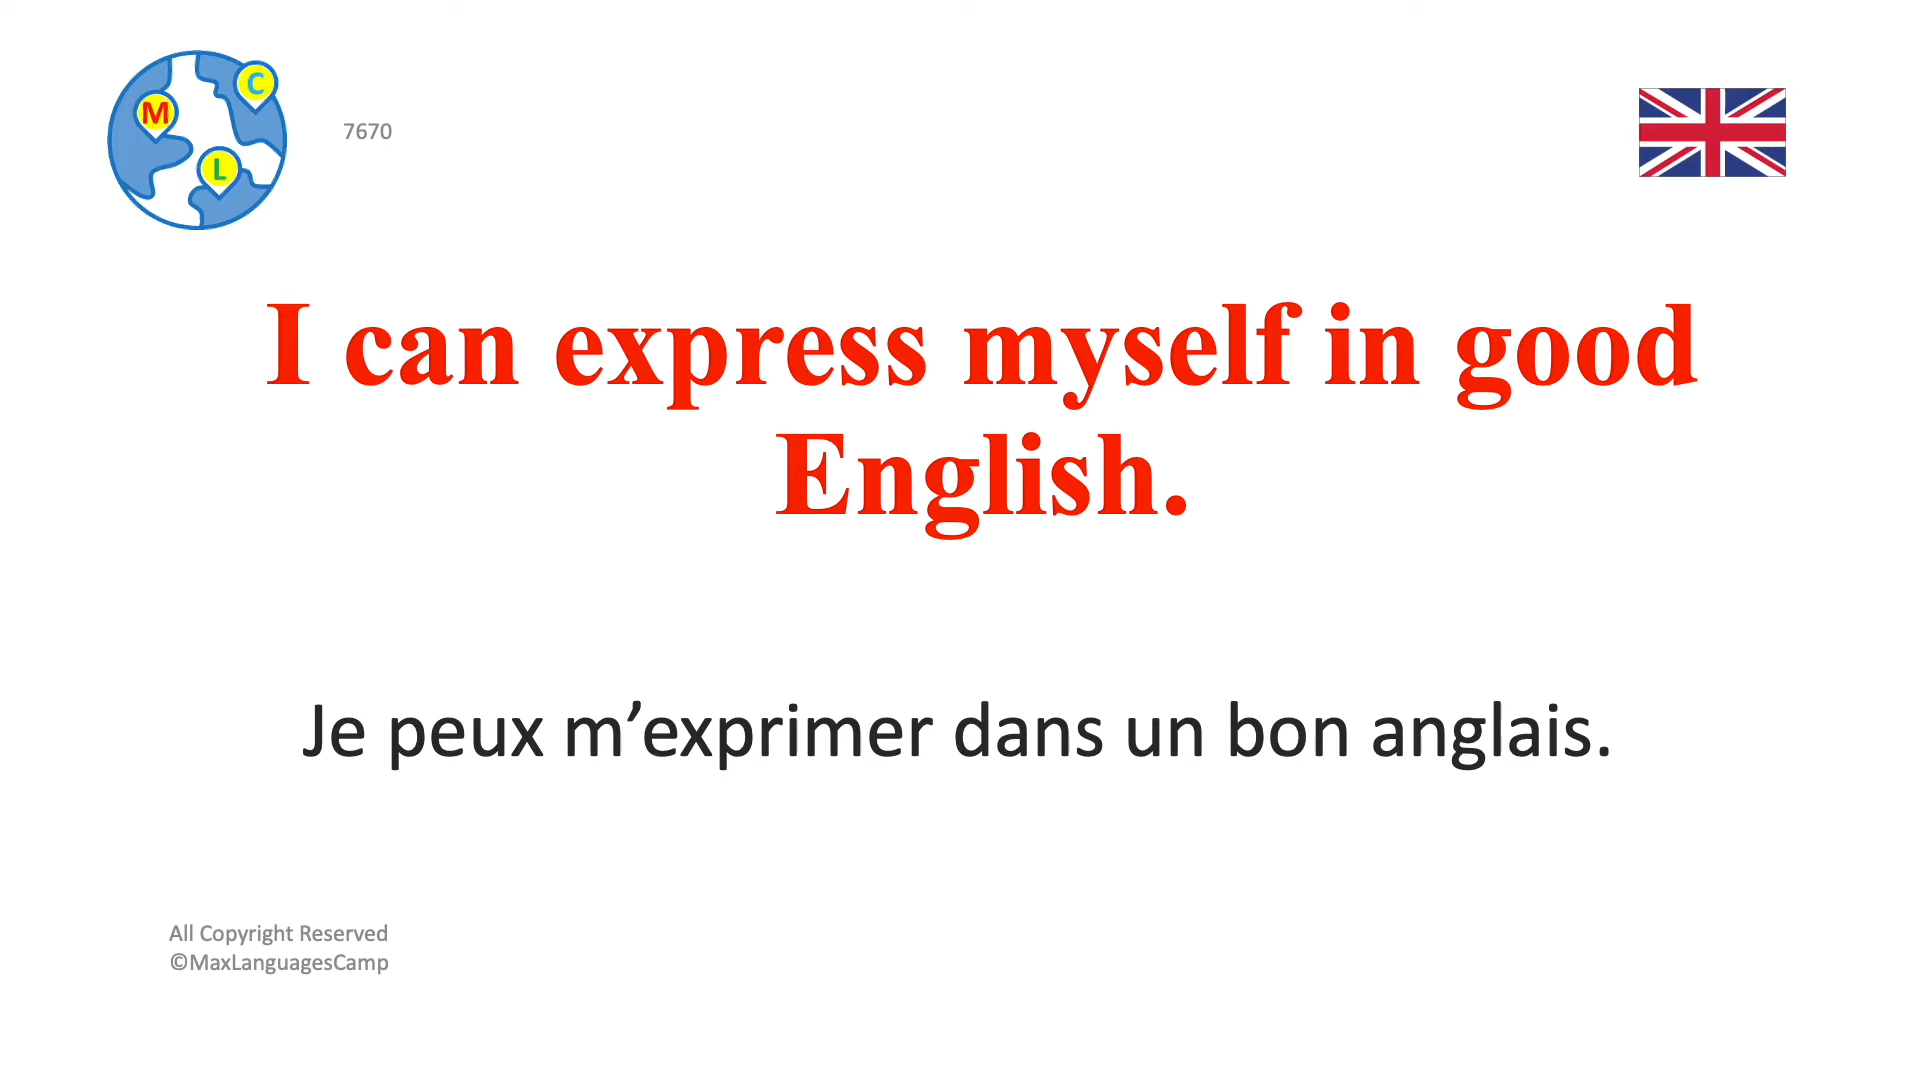 M
C
L
7670
I can express myself in good
English.
Je peux m’exprimer dans un bon anglais.
All Copyright Reserved
©MaxLanguagesCamp